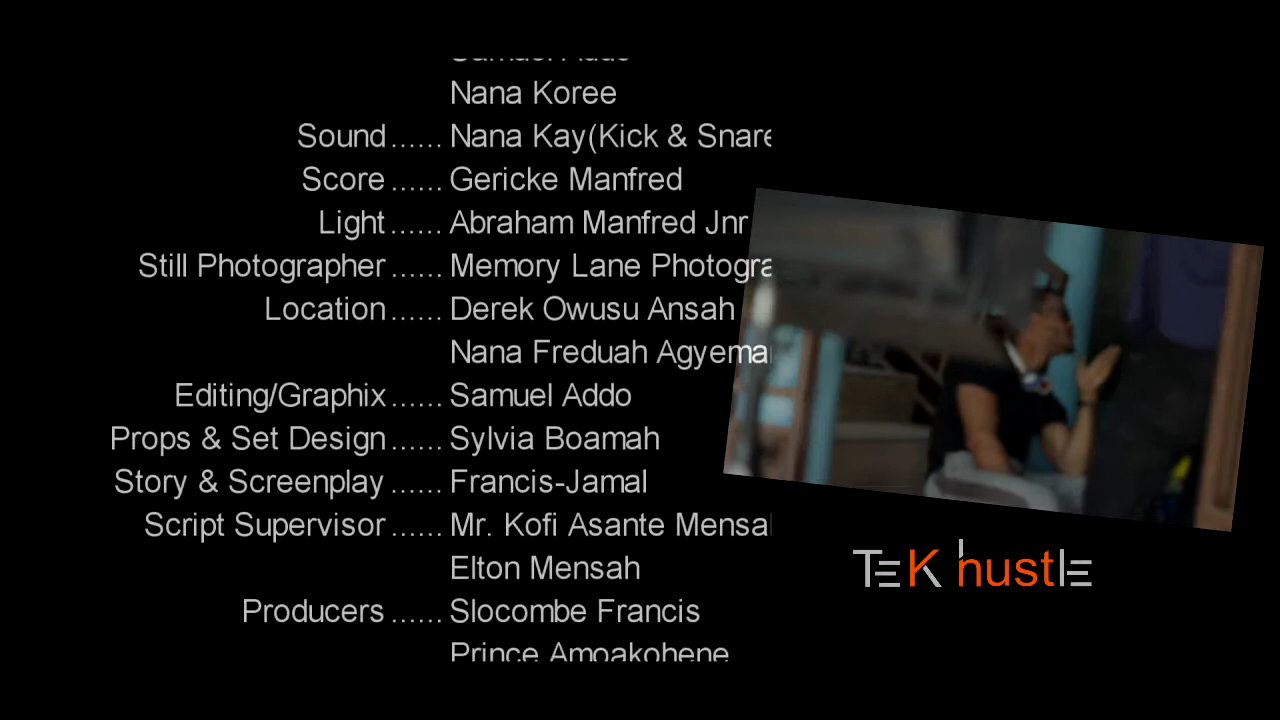 Nana Koree
Sound ...... Nana Kay(Kick & Snare
Score ...... Gericke Manfred
Light ...... Abraham Manfred Jnr
Still Photographer ...... Memory Lane Photogra
Location ...... Derek Owusu Ansah
Nana Freduah Agyema
Editing/Graphix ...... Samuel Addo
Props & Set Design ...... Sylvia Boamah
Story & Screenplay ...... Francis-Jamal
Script Supervisor ...... Mr. Kofi Asante Mensa
Elton Mensah
Producers ...... Slocombe Francis
Prince Amoakohene
TEK hustlE